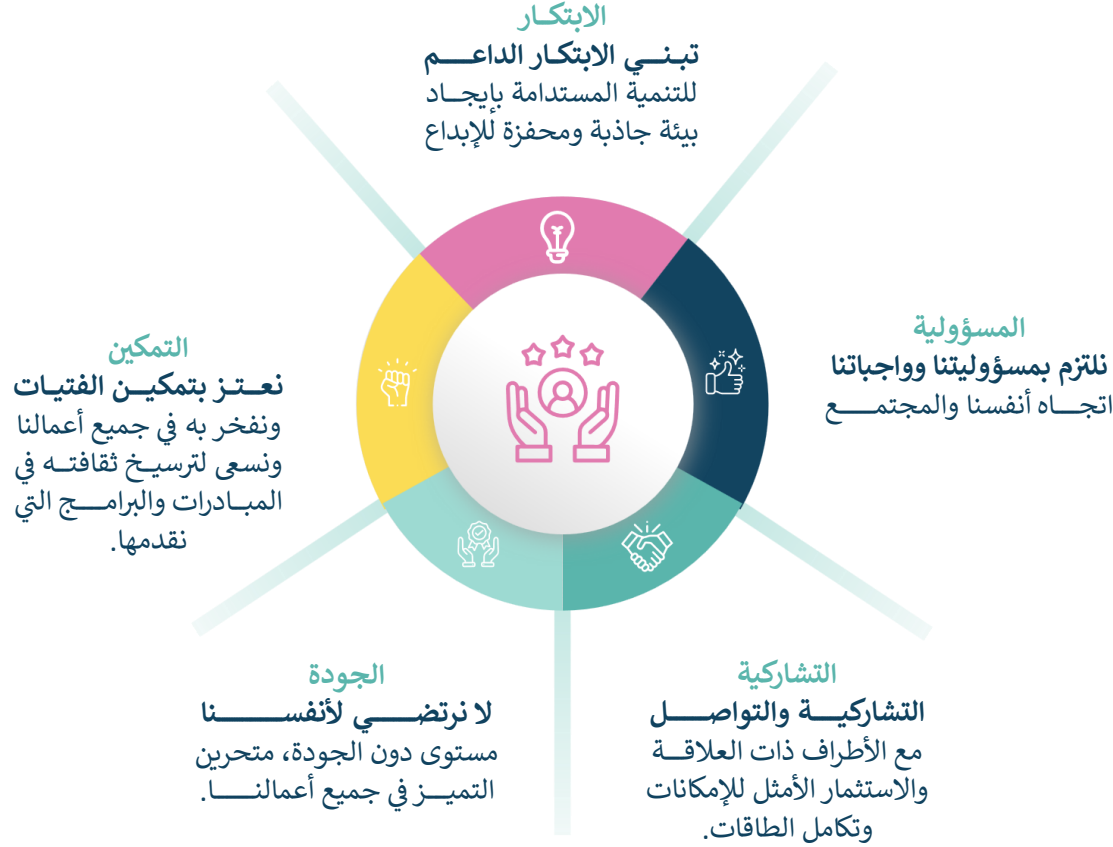 الابتكار
تبني الابتكار الداعم
للتنمية المستدامة بإيجاد
بيئة جاذبة ومحفزة للإبداع
المسؤولية
نلتزم بمسؤوليتنا وواجباتنا
اتجاه أنفسنا والمجتمع
التمكين
نعتز بتمكين الفتيات
ونفخر به في جميع أعمالنا
ونسعى لترسيخ ثقافته في
المبادرات والبرامج التي
نقدمها.
التشاركية
التشاركية والتواصل
مع الأطراف ذات العلاقة
والاستثمار الأمثل للإمكانات
وتكامل الطاقات.
الجودة
لا نرتضي لأنفسنا
مستوى دون الجودة، متحرين
التميز في جميع أعمالنا.